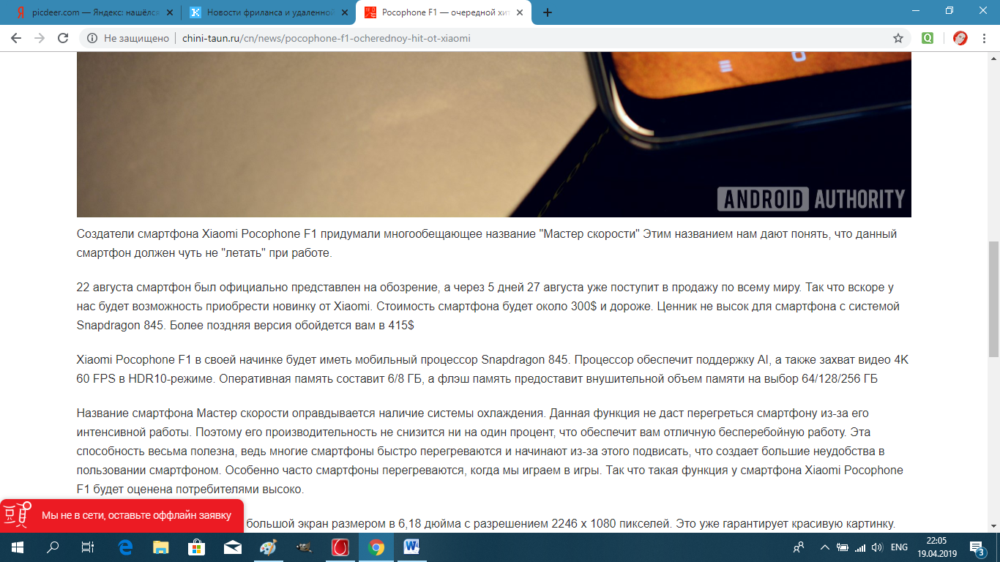 picdeer.com — Яндекс: нашёлся
Новости фриланса и удаленной
Pocophone F1 — очередной хит
Не защищено
chini-taun.ru/cn/news/pocophone-f1-ocherednoy-hit-ot-xiaomi
ANDROID AUTHORITY
Создатели смартфона Xiaomi Pocophone F1 придумали многообещающее название "Мастер скорости" Этим названием нам дают понять, что данный
смартфон должен чуть не "летать" при работе.
22 августа смартфон был официально представлен на обозрение, а через 5 дней 27 августа уже поступит в продажу по всему миру. Так что вскоре у
нас будет возможность приобрести новинку от Xiaomi. Стоимость смартфона будет около 300$ и дороже. Ценник не высок для смартфона с системой
Snapdragon 845. Более поздняя версия обойдется вам в 415$
Xiaomi Pocophone F1 в своей начинке будет иметь мобильный процессор Snapdragon 845. Процессор обеспечит поддержку AI, а также захват видео 4K
60 FPS в HDR10-режиме. Оперативная память составит 6/8 ГБ, а флэш память предоставит внушительной объем памяти на выбор 64/128/256 ГБ
Название смартфона Мастер скорости оправдывается наличие системы охлаждения. Данная функция не даст перегреться смартфону из-за его
интенсивной работы. Поэтому его производительность не снизится ни на один процент, что обеспечит вам отличную бесперебойную работу. Эта
способность весьма полезна, ведь многие смартфоны быстро перегреваются и начинают из-за этого подвисать, что создает большие неудобства в
пользовании смартфоном. Особенно часто смартфоны перегреваются, когда мы играем в игры. Так что такая функция у смартфона Xiaomi Pocophone
F1 будет оценена потребителями высоко.
Мы не в сети, оставьте оффлайн заявку
большой экран размером в 6,18 дюйма с разрешением 2246 x 1080 пикселей. Это уже гарантирует красивую картинку.
ENG
22:05
19.04.2019
3